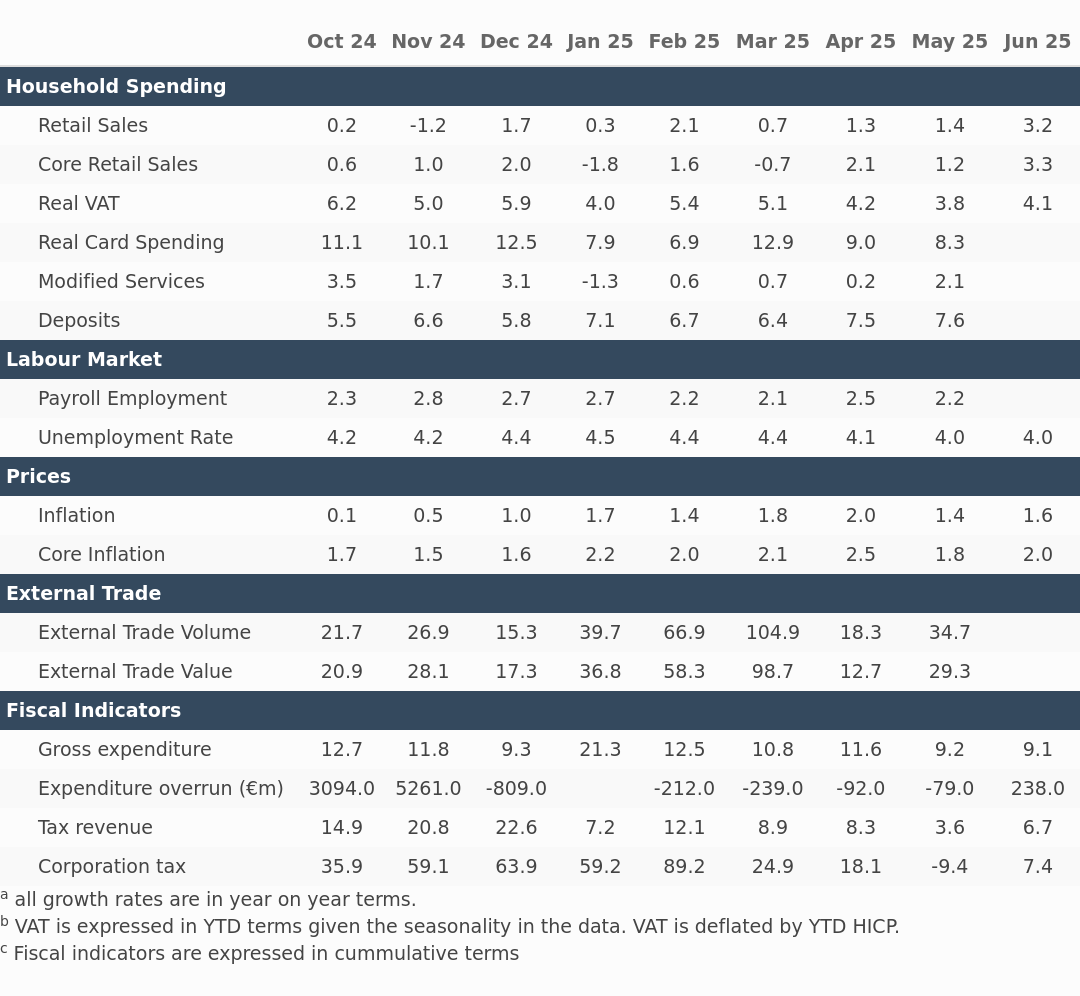 Oct 24 Nov 24 Dec 24 Jan 25 Feb 25 Mar 25 Apr 25 May 25 Jun 25
Household Spending
Retail Sales 0.2 -1.2 1.7 0.3 2.1 0.7 1.3 1.4 3.2
Core Retail Sales 0.6 1.0 2.0 -1.8 1.6 -0.7 2.1 1.2 3.3
Real VAT 6.2 5.0 5.9 4.0 5.4 5.1 4.2 3.8 4.1
Real Card Spending 11.1 10.1 12.5 7.9 6.9 12.9 9.0 8.3
Modified Services 3.5 1.7 3.1 -1.3 0.6 0.7 0.2 2.1
Deposits 5.5 6.6 5.8 7.1 6.7 6.4 7.5 7.6
Labour Market
Payroll Employment 2.3 2.8 2.7 2.7 2.2 2.1 2.5 2.2
Unemployment Rate 4.2 4.2 4.4 4.5 4.4 4.4 4.1 4.0 4.0
Prices
Inflation 0.1 0.5 1.0 1.7 1.4 1.8 2.0 1.4 1.6
Core Inflation 1.7 1.5 1.6 2.2 2.0 2.1 2.5 1.8 2.0
External Trade
External Trade Volume 21.7 26.9 15.3 39.7 66.9 104.9 18.3 34.7
External Trade Value 20.9 28.1 17.3 36.8 58.3 98.7 12.7 29.3
Fiscal Indicators
Gross expenditure 12.7 11.8 9.3 21.3 12.5 10.8 11.6 9.2 9.1
Expenditure overrun (€m) 3094.0 5261.0 -809.0 -212.0 -239.0 -92.0 -79.0 238.0
Tax revenue 14.9 20.8 22.6 7.2 12.1 8.9 8.3 3.6 6.7
Corporation tax 35.9 59.1 63.9 59.2 89.2 24.9 18.1 -9.4 7.4
a all growth rates are in year on year terms.
b VAT is expressed in YTD terms given the seasonality in the data. VAT is deflated by YTD HICP.
c Fiscal indicators are expressed in cummulative terms